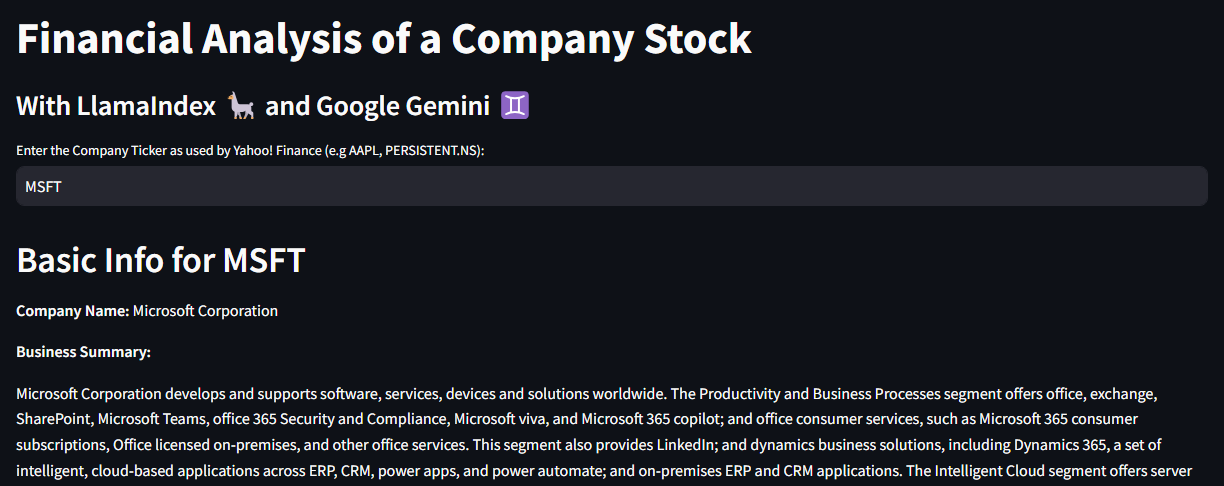 Financial Analysis of a Company Stock
With LlamaIndex 🦙 and Google Gemini ♊
Enter the Company Ticker as used by Yahoo! Finance (e.g AAPL, PERSISTENT.NS):
MSFT
Basic Info for MSFT
Company Name: Microsoft Corporation
Business Summary:
Microsoft Corporation develops and supports software, services, devices and solutions worldwide. The Productivity and Business Processes segment offers office, exchange,
SharePoint, Microsoft Teams, office 365 Security and Compliance, Microsoft viva, and Microsoft 365 copilot; and office consumer services, such as Microsoft 365 consumer
subscriptions, Office licensed on-premises, and other office services. This segment also provides LinkedIn; and dynamics business solutions, including Dynamics 365, a set of
intelligent, cloud-based applications across ERP, CRM, power apps, and power automate; and on-premises ERP and CRM applications. The Intelligent Cloud segment offers server